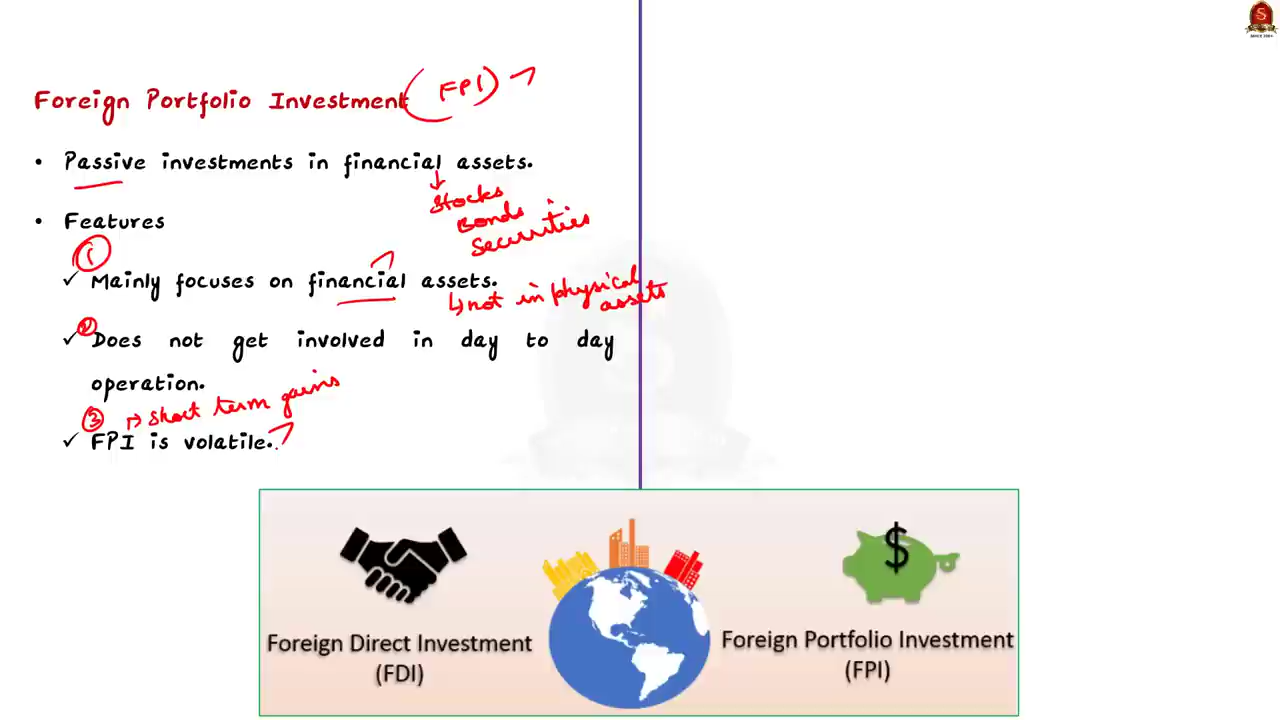 Foreign Portfolio Investment (FPI)
• Passive investments in financial assets.
Stocks
Bonds
Securities
• Features
1
✓ Mainly focuses on financial assets.
↳ not in physical
assets
2
✓ Does not get involved in day to day
operation.
3 ↦ Short term gains
✓ FPI is volatile.
Foreign Direct Investment
(FDI)
$
Foreign Portfolio Investment
(FPI)
S